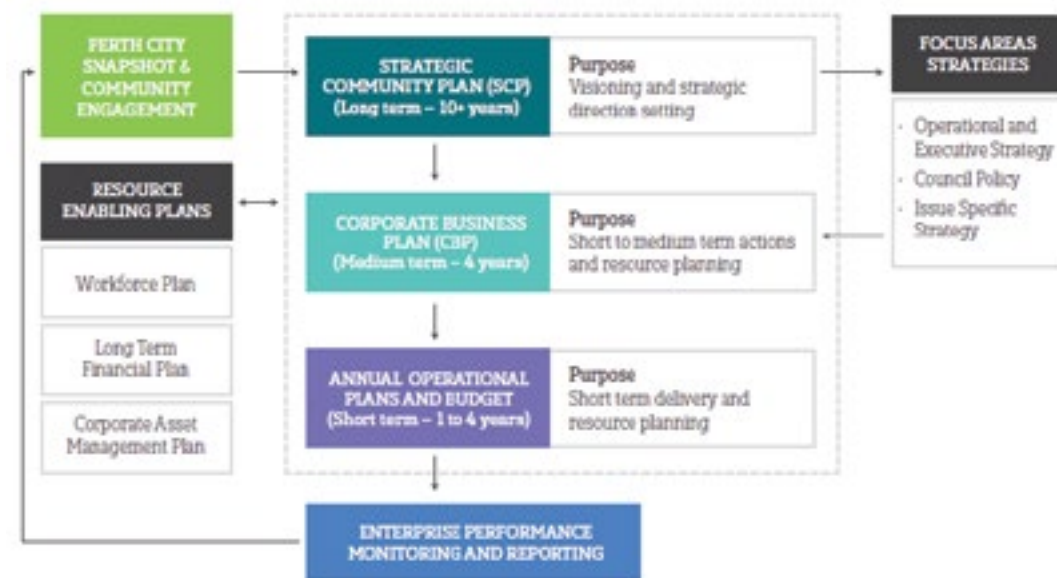 PERTH CITY
SNAPSHOT &
COMMUNITY
ENGAGEMENT
RESOURCE
ENABLING PLANS
Workforce Plan
Long Term
Financial Plan
Corporate Asset
Management Plan
STRATEGIC
COMMUNITY PLAN (SCP)
(Long term – 10+ years)
Purpose
Visioning and strategic
direction setting
CORPORATE BUSINESS
PLAN (CBP)
(Medium term – 4 years)
Purpose
Short to medium term actions
and resource planning
ANNUAL OPERATIONAL
PLANS AND BUDGET
(Short term – 1 to 4 years)
Purpose
Short term delivery and
resource planning
ENTERPRISE PERFORMANCE
MONITORING AND REPORTING
FOCUS AREAS
STRATEGIES
· Operational and
Executive Strategy
· Council Policy
· Issue Specific
Strategy